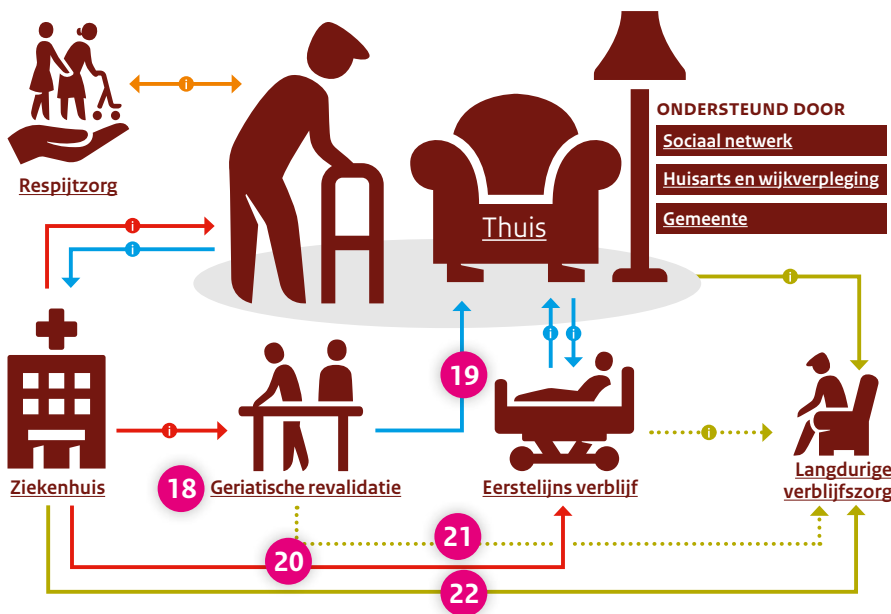 ONDERSTEUND DOOR
Sociaal netwerk
Huisarts en wijkverpleging
Gemeente
Respijtzorg
Thuis
i
i
i
i
i
i
19
i
i
Ziekenhuis
18
Geriatische revalidatie
Eerstelijns verblijf
Langdurige
verblijfszorg
21
20
22